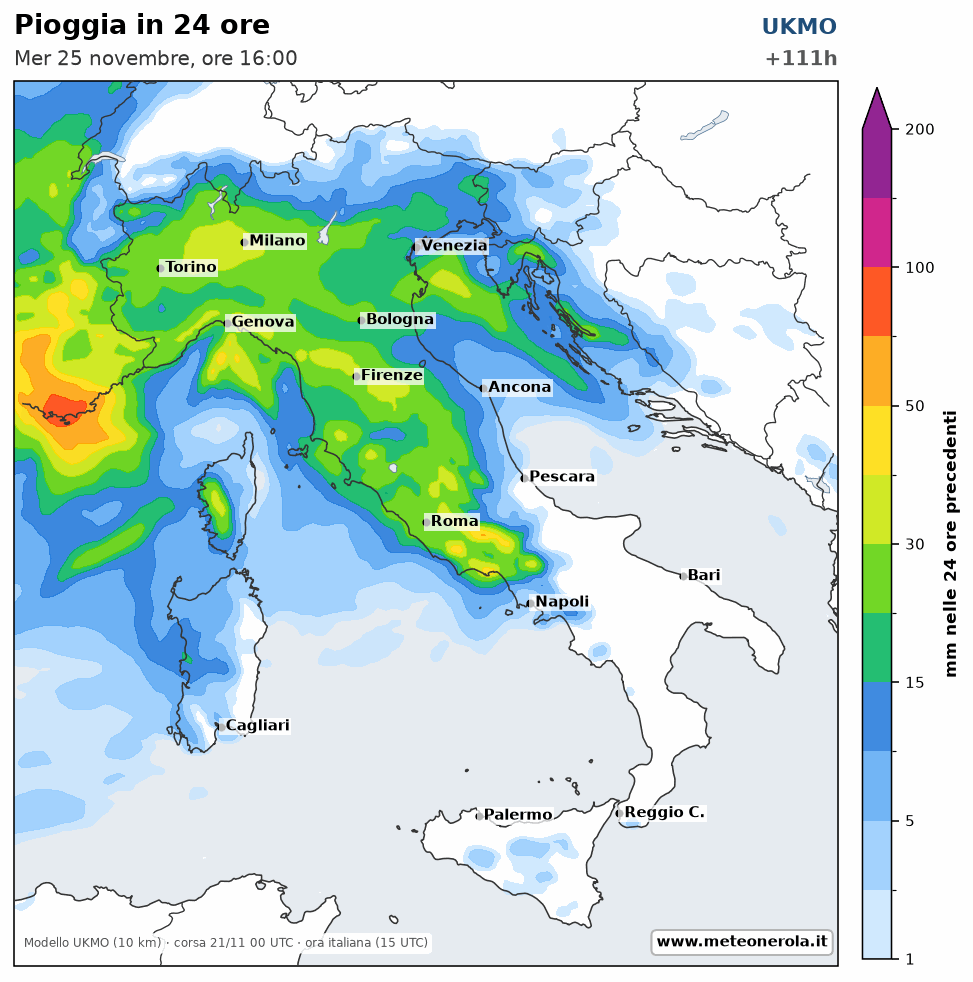 Pioggia in 24 ore
UKMO
Mer 25 novembre, ore 16:00
+111h
200
100
50
30
15
5
1
mm nelle 24 ore precedenti
Milano
Venezia
Torino
Genova
Bologna
Firenze
Ancona
Pescara
Roma
Bari
Napoli
Cagliari
Palermo
Reggio C.
Modello UKMO (10 km) · corsa 21/11 00 UTC · ora italiana (15 UTC)
www.meteonerola.it